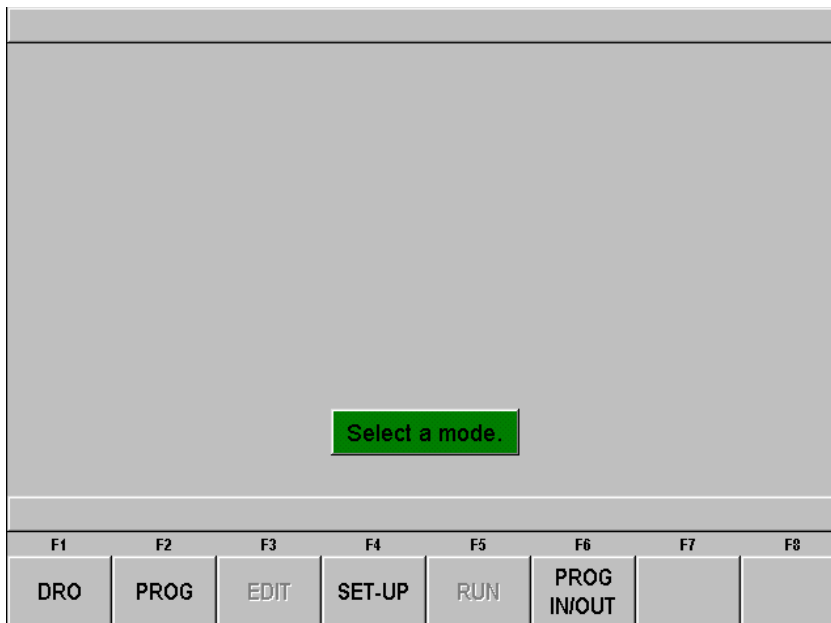 Select a mode.
F1 F2 F3 F4 F5 F6 F7 F8
DRO PROG EDIT SET-UP RUN PROG IN/OUT